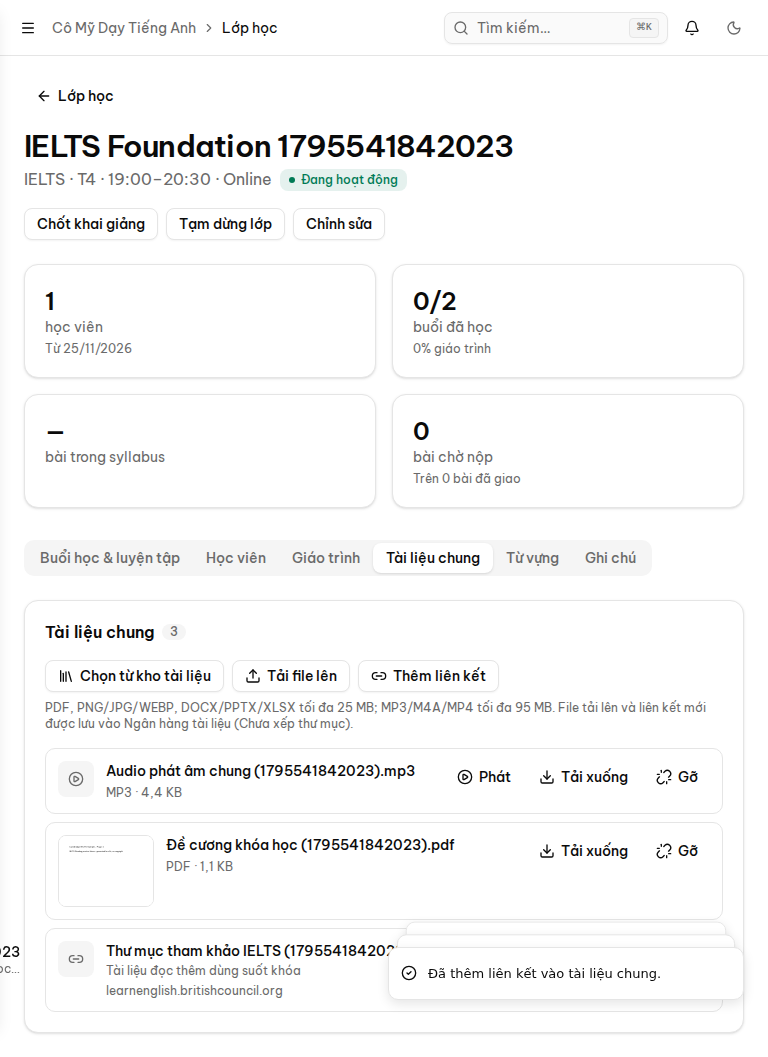 Cô Mỹ Dạy Tiếng Anh > Lớp học
Tìm kiếm... ⌘K
← Lớp học
IELTS Foundation 1795541842023
IELTS · T4 · 19:00–20:30 · Online Đang hoạt động
Chốt khai giảng Tạm dừng lớp Chỉnh sửa
1
học viên
Từ 25/11/2026
0/2
buổi đã học
0% giáo trình
–
bài trong syllabus
0
bài chờ nộp
Trên 0 bài đã giao
Buổi học & luyện tập Học viên Giáo trình Tài liệu chung Từ vựng Ghi chú
Tài liệu chung 3
Chọn từ kho tài liệu Tải file lên Thêm liên kết
PDF, PNG/JPG/WEBP, DOCX/PPTX/XLSX tối đa 25 MB; MP3/M4A/MP4 tối đa 95 MB. File tải lên và liên kết mới
được lưu vào Ngân hàng tài liệu (Chưa xếp thư mục).
Audio phát âm chung (1795541842023).mp3
MP3 · 4,4 KB
Phát Tải xuống Gỡ
Đề cương khóa học (1795541842023).pdf
PDF · 1,1 KB
Tải xuống Gỡ
Thư mục tham khảo IELTS (179554184202
Tài liệu đọc thêm dùng suốt khóa
learnenglish.britishcouncil.org
Đã thêm liên kết vào tài liệu chung.
023
oc...